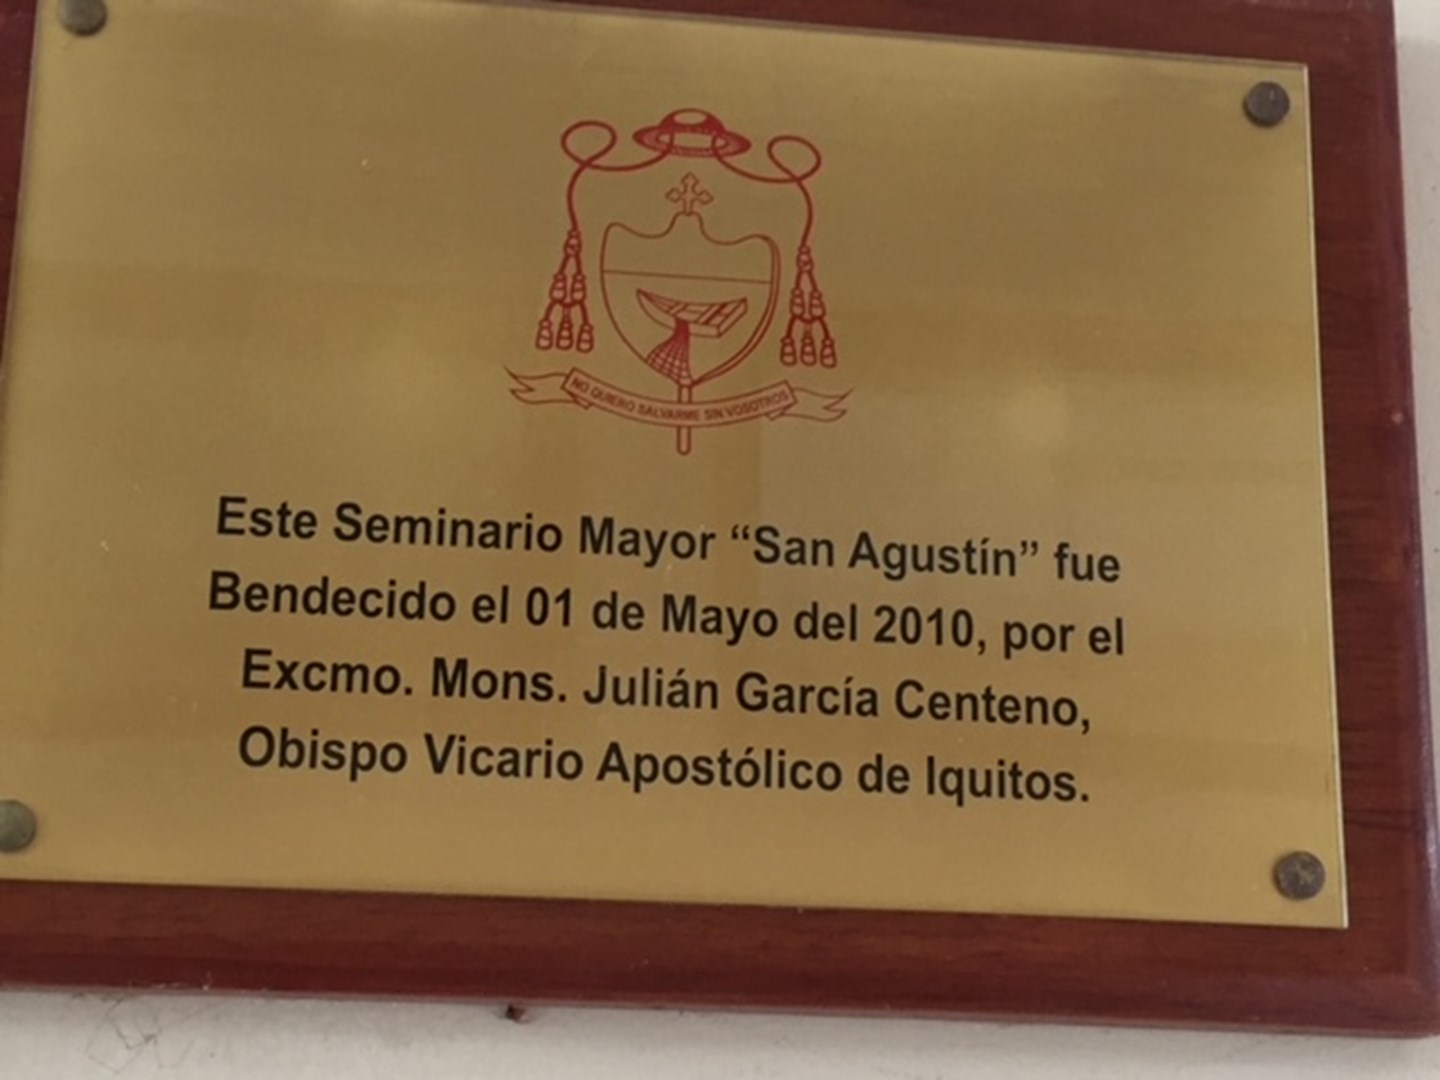 NO QUIERO SALVARME SIN VOSOTROS
Este Seminario Mayor “San Agustín” fue
Bendecido el 01 de Mayo del 2010, por el
Excmo. Mons. Julián García Centeno,
Obispo Vicario Apostólico de Iquitos.